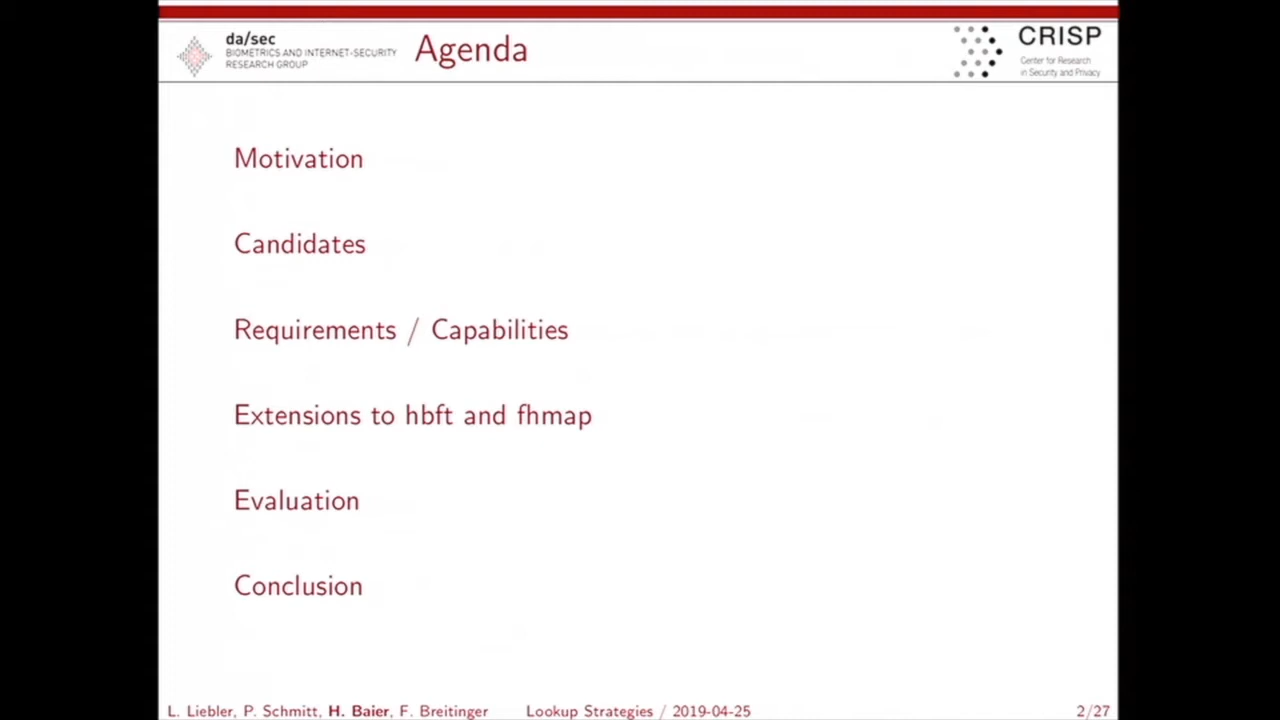 da/sec
BIOMETRICS AND INTERNET-SECURITY
RESEARCH GROUP
Agenda
CRISP
Center for Research
in Security and Privacy
Motivation
Candidates
Requirements / Capabilities
Extensions to hbft and fhmap
Evaluation
Conclusion
L. Liebler, P. Schmitt, H. Baier, F. Breitinger Lookup Strategies / 2019-04-25 2/27